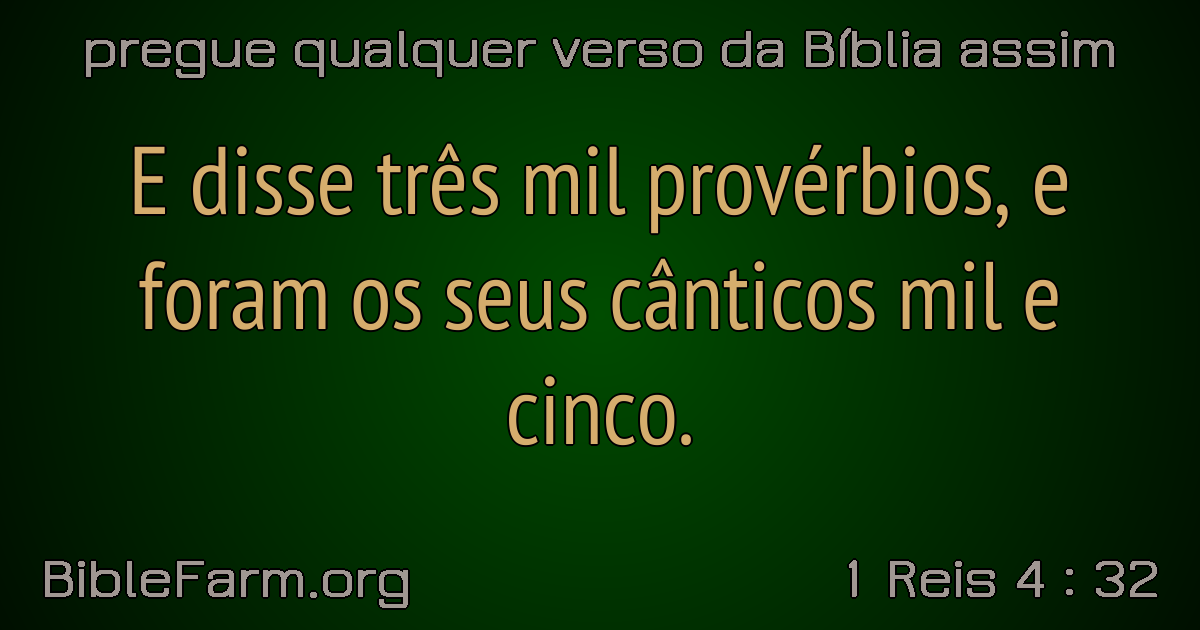 pregue qualquer verso da Bíblia assim
E disse três mil provérbios, e
foram os seus cânticos mil e
cinco.
BibleFarm.org
1 Reis 4 : 32